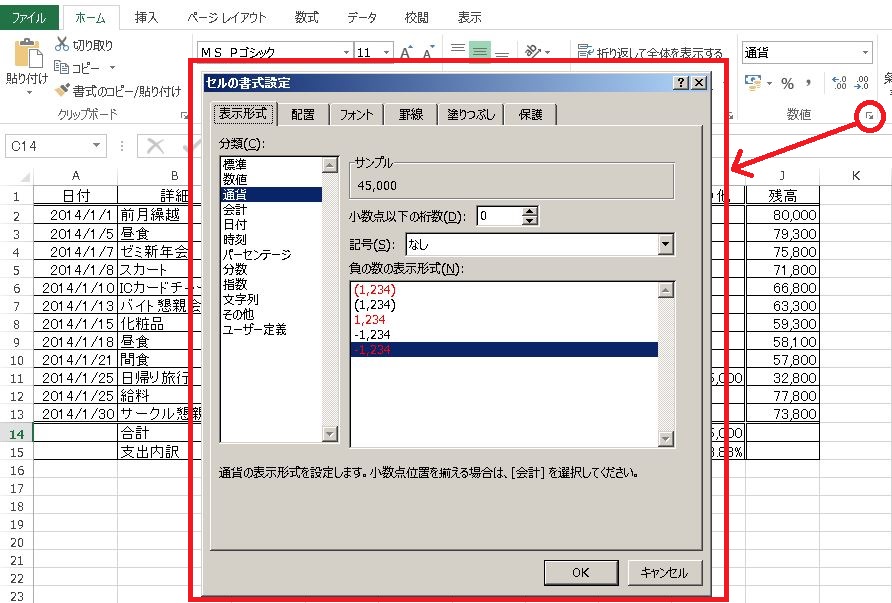 ファイル ホーム 挿入 ページ レイアウト 数式 データ 校閲 表示
切り取り
コピー
書式のコピー/貼り付け
貼り付け
クリップボード
ＭＳ Ｐゴシック 11
折り返して全体を表示する
通貨
% ,
数値
C14
セルの書式設定
表示形式 配置 フォント 罫線 塗りつぶし 保護
分類(C):
標準
数値
通貨
会計
日付
時刻
パーセンテージ
分数
指数
文字列
その他
ユーザー定義
サンプル
45,000
小数点以下の桁数(D): 0
記号(S): なし
負の数の表示形式(N):
(1,234)
(1,234)
1,234
-1,234
-1,234
通貨の表示形式を設定します。小数点位置を揃える場合は、[会計] を選択してください。
OK キャンセル
A B J K
1 日付 詳細 他 残高
2 2014/1/1 前月繰越 80,000
3 2014/1/5 昼食 79,300
4 2014/1/7 ゼミ新年会 75,800
5 2014/1/8 スカート 71,800
6 2014/1/10 ICカードチャー 66,800
7 2014/1/13 バイト懇親会 63,300
8 2014/1/15 化粧品 59,300
9 2014/1/18 昼食 58,100
10 2014/1/21 間食 57,800
11 2014/1/25 日帰り旅行 5,000 32,800
12 2014/1/25 給料 77,800
13 2014/1/30 サークル懇親 73,800
14 合計 5,000
15 支出内訳 .88%
16
17
18
19
20
21
22
23